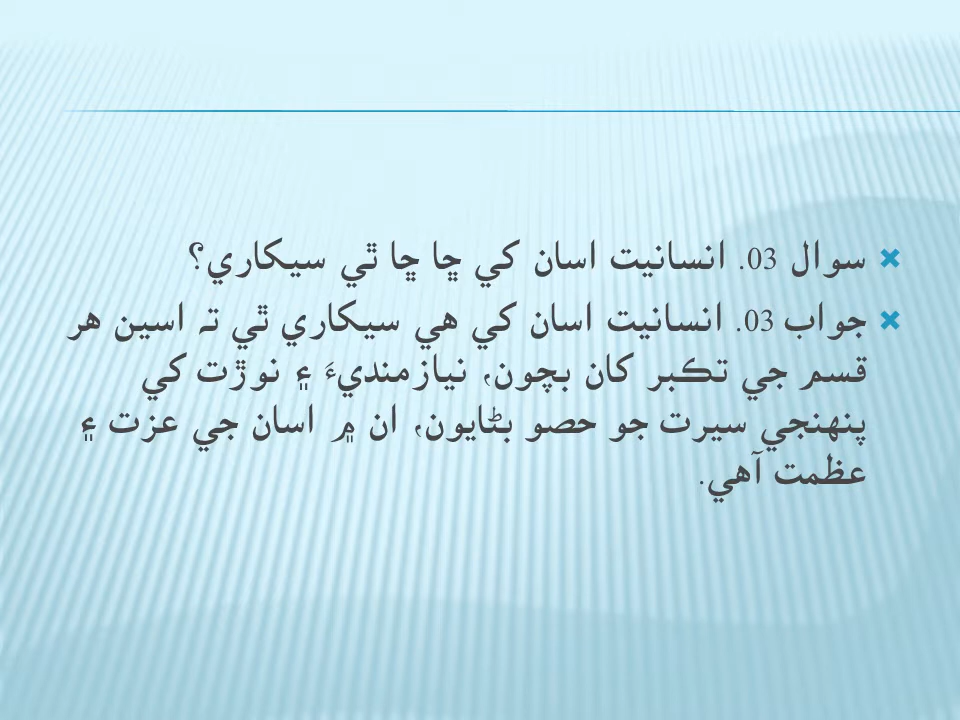 سوال 03. انسانيت اسان کي ڇا ڇا ٿي سيکاري؟
جواب 03. انسانيت اسان کي هي سيکاري ٿي ته اسين هر
قسم جي تڪبر کان بچون، نيازمنديءَ ۽ نوڙت کي
پنهنجي سيرت جو حصو بڻايون، ان ۾ اسان جي عزت ۽
عظمت آهي.